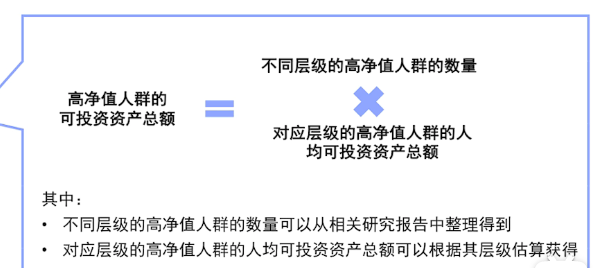 不同层级的高净值人群的数量
高净值人群的
可投资资产总额
对应层级的高净值人群的人
均可投资资产总额
其中：
• 不同层级的高净值人群的数量可以从相关研究报告中整理得到
• 对应层级的高净值人群的人均可投资资产总额可以根据其层级估算获得